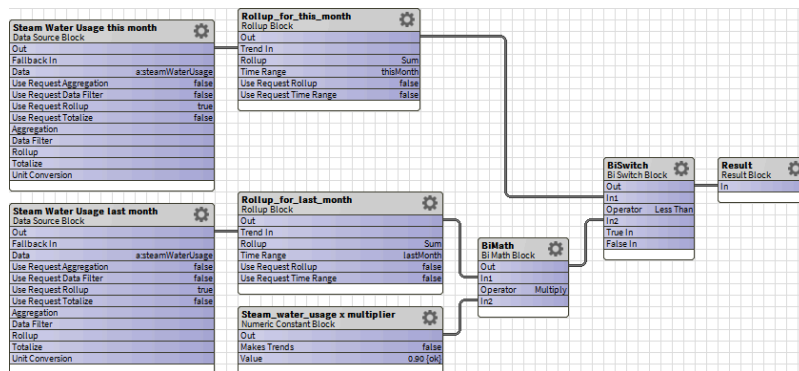 Steam Water Usage this month
Data Source Block
Out
Fallback In
Data a:steamWaterUsage
Use Request Aggregation false
Use Request Data Filter false
Use Request Rollup true
Use Request Totalize false
Aggregation
Data Filter
Rollup
Totalize
Unit Conversion
Rollup_for_this_month
Rollup Block
Out
Trend In
Rollup Sum
Time Range thisMonth
Use Request Rollup false
Use Request Time Range false
Steam Water Usage last month
Data Source Block
Out
Fallback In
Data a:steamWaterUsage
Use Request Aggregation false
Use Request Data Filter false
Use Request Rollup true
Use Request Totalize false
Aggregation
Data Filter
Rollup
Totalize
Unit Conversion
Rollup_for_last_month
Rollup Block
Out
Trend In
Rollup Sum
Time Range lastMonth
Use Request Rollup false
Use Request Time Range false
Steam_water_usage x multiplier
Numeric Constant Block
Out
Makes Trends false
Value 0.90 {ok}
BiMath
Bi Math Block
Out
In1
Operator Multiply
In2
BiSwitch
Bi Switch Block
Out
In1
Operator Less Than
In2
True In
False In
Result
Result Block
In